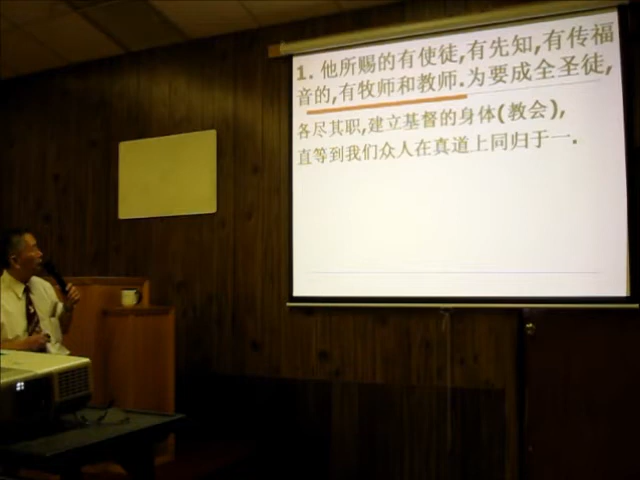 1. 他所赐的有使徒,有先知,有传福
音的,有牧师和教师.为要成全圣徒,
各尽其职,建立基督的身体(教会),
直等到我们众人在真道上同归于一.